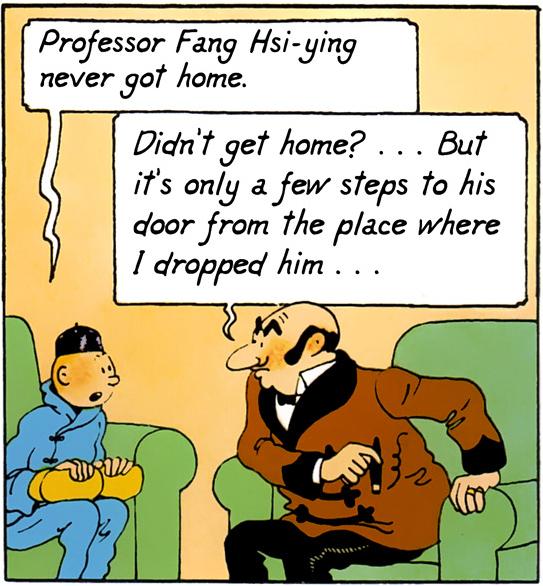 Professor Fang Hsi-ying
never got home.
Didn't get home? . . . But
it's only a few steps to his
door from the place where
I dropped him . . .